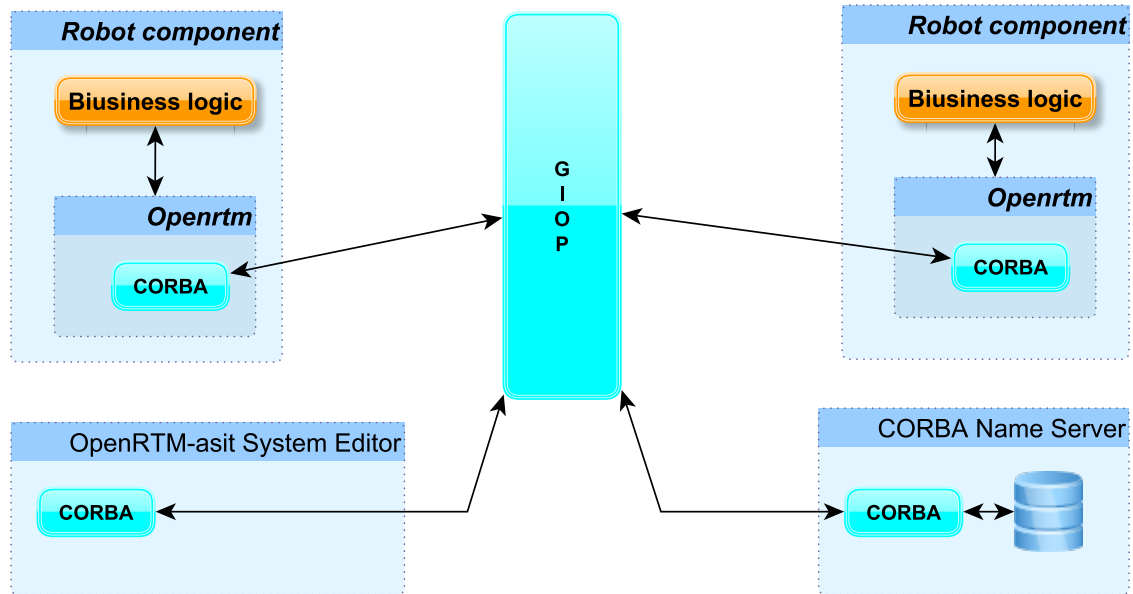 Robot component
Biusiness logic
Openrtm
CORBA
G
I
O
P
Robot component
Biusiness logic
Openrtm
CORBA
OpenRTM-asit System Editor
CORBA
CORBA Name Server
CORBA